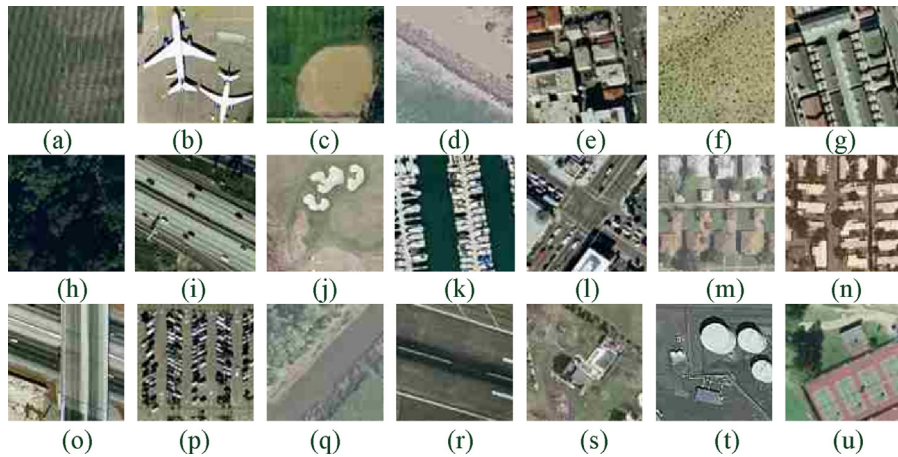 (a) (b) (c) (d) (e) (f) (g)
(h) (i) (j) (k) (l) (m) (n)
(o) (p) (q) (r) (s) (t) (u)